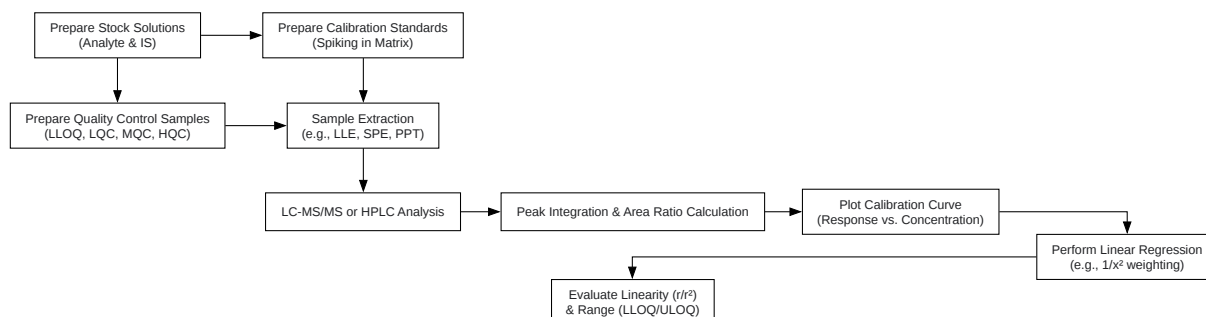 Prepare Stock Solutions
(Analyte & IS)
Prepare Calibration Standards
(Spiking in Matrix)
Prepare Quality Control Samples
(LLOQ, LQC, MQC, HQC)
Sample Extraction
(e.g., LLE, SPE, PPT)
LC-MS/MS or HPLC Analysis
Peak Integration & Area Ratio Calculation
Plot Calibration Curve
(Response vs. Concentration)
Perform Linear Regression
(e.g., 1/x² weighting)
Evaluate Linearity (r/r²)
& Range (LLOQ/ULOQ)